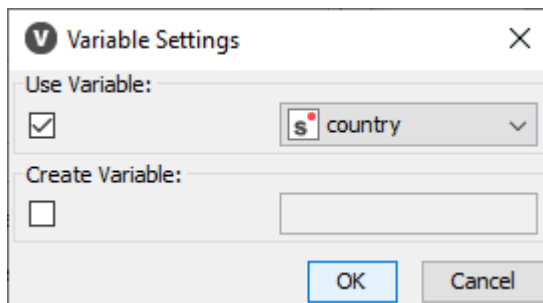 V Variable Settings
Use Variable:
s country
Create Variable:
OK Cancel